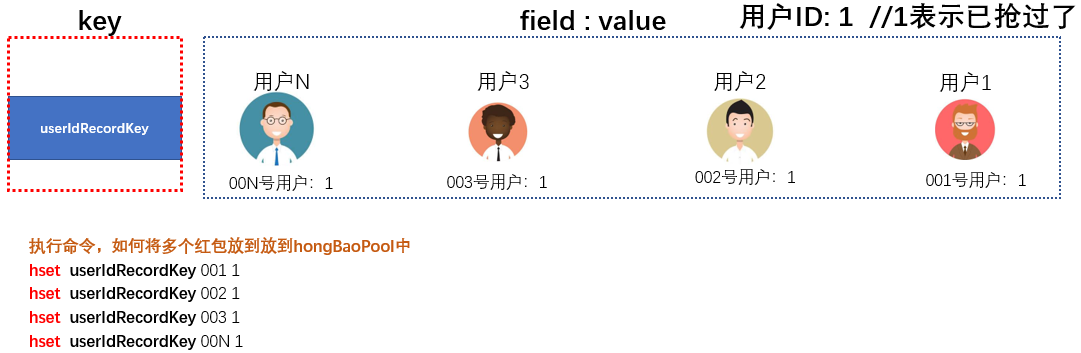 key
field : value
用户ID: 1  //1表示已抢过了
userIdRecordKey
用户N
用户3
用户2
用户1
00N号用户：1
003号用户：1
002号用户：1
001号用户：1
执行命令，如何将多个红包放到放到hongBaoPool中
hset  userIdRecordKey 001 1
hset  userIdRecordKey 002 1
hset  userIdRecordKey 003 1
hset  userIdRecordKey 00N 1